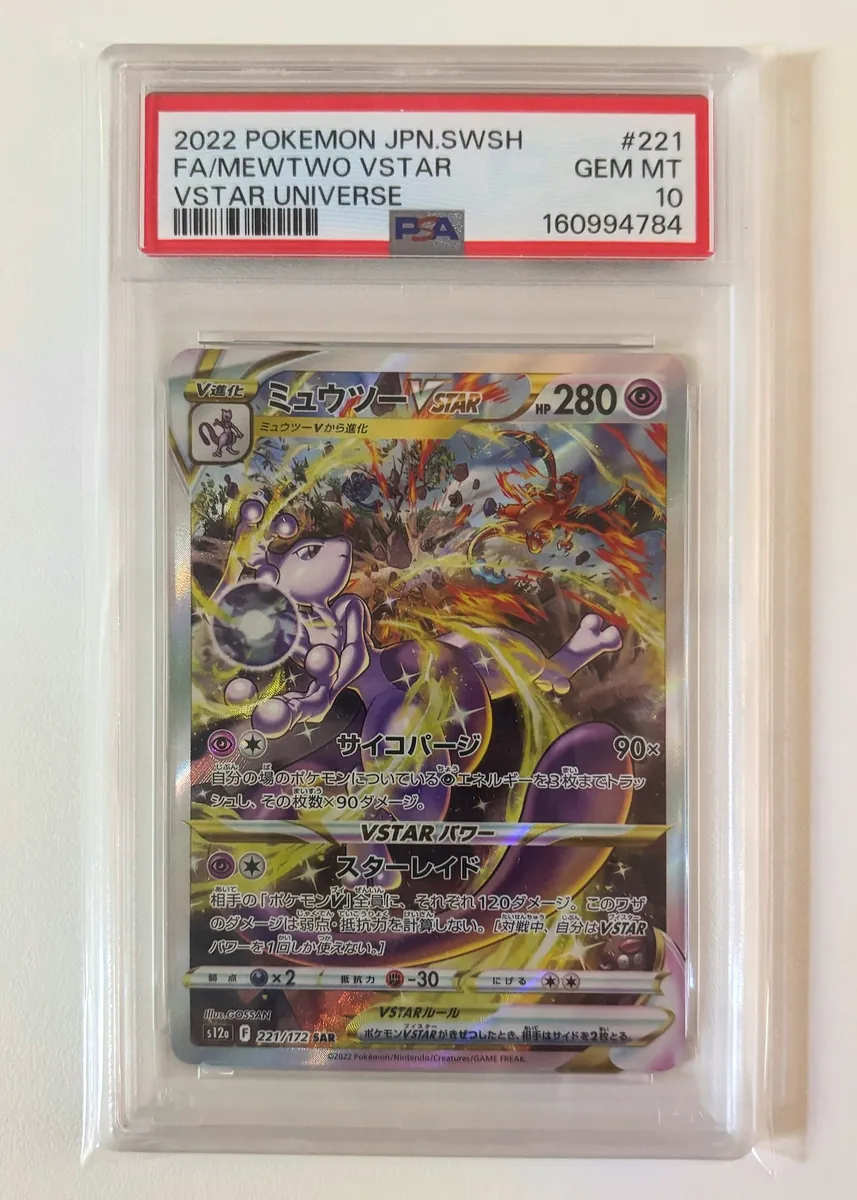 2022 POKEMON JPN.SWSH #221
FA/MEWTWO VSTAR GEM MT
VSTAR UNIVERSE 10
PSA 160994784
V進化 ミュウツーVSTAR HP 280
ミュウツーVから進化
サイコパージ 90×
自分の場のポケモンについている エネルギーを3枚までトラッ
シュし、その枚数×90ダメージ。
VSTARパワー
スターレイド
相手の「ポケモンV」全員に、それぞれ120ダメージ。このワザ
のダメージは弱点・抵抗力を計算しない。[対戦中、自分はVSTAR
パワーを1回しか使えない。]
弱点 ×2 抵抗力 -30 にげる
Illus.GOSSAN VSTARルール
s12a F 221/172 SAR ポケモンVSTARがきぜつしたとき、相手はサイドを2枚とる。
©2022 Pokémon/Nintendo/Creatures/GAME FREAK.